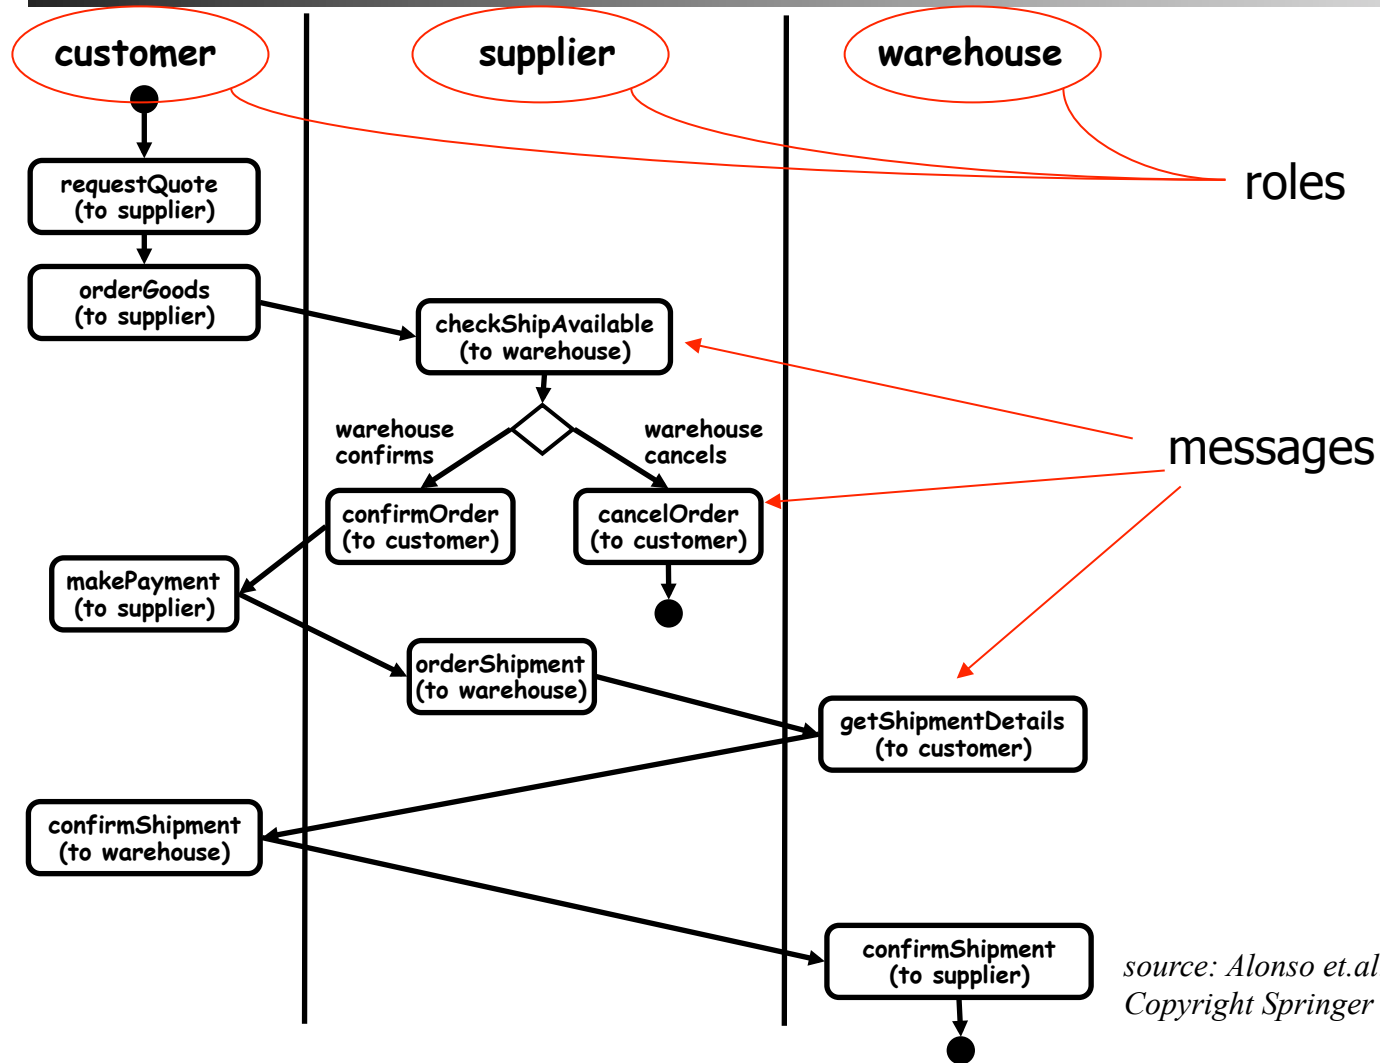 customer
supplier
warehouse
requestQuote
(to supplier)
roles
orderGoods
(to supplier)
checkShipAvailable
(to warehouse)
warehouse
confirms
warehouse
cancels
messages
confirmOrder
(to customer)
cancelOrder
(to customer)
makePayment
(to supplier)
orderShipment
(to warehouse)
getShipmentDetails
(to customer)
confirmShipment
(to warehouse)
confirmShipment
(to supplier)
source: Alonso et.al
Copyright Springer